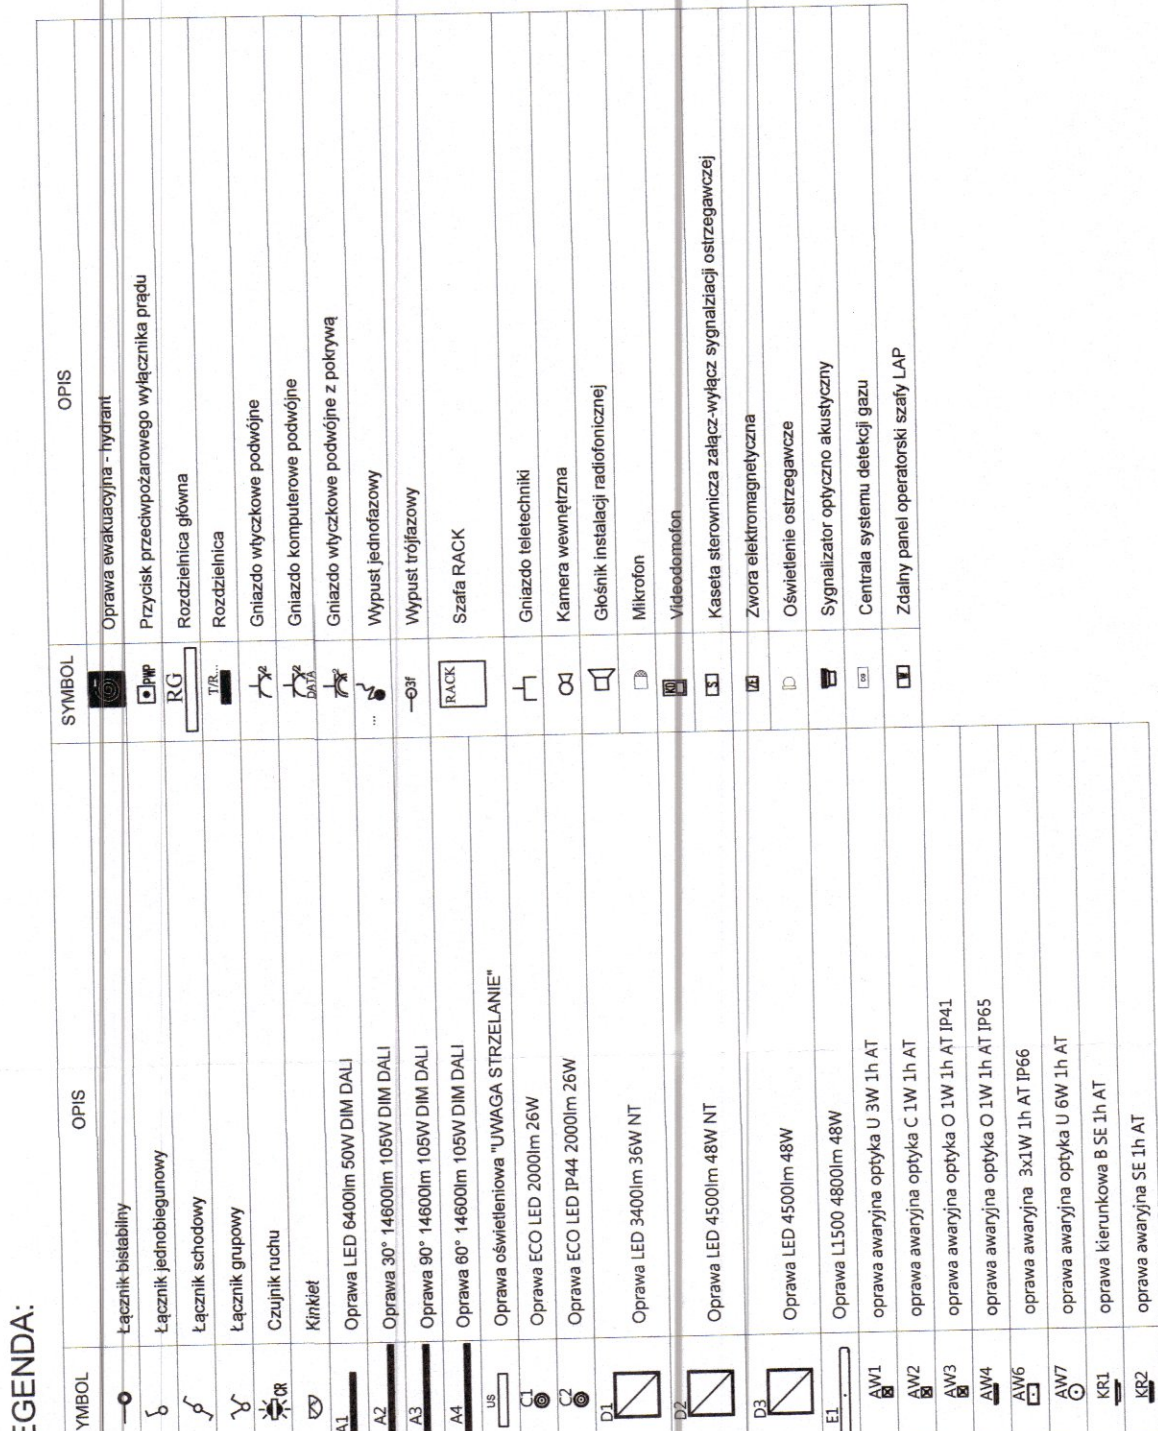 EGENDA:
YMBOL OPIS
Łącznik bistabilny
Łącznik jednobiegunowy
Łącznik schodowy
Łącznik grupowy
CR Czujnik ruchu
Kinkiet
A1 Oprawa LED 6400lm 50W DIM DALI
A2 Oprawa 30° 14600lm 105W DIM DALI
A3 Oprawa 90° 14600lm 105W DIM DALI
A4 Oprawa 60° 14600lm 105W DIM DALI
US Oprawa oświetleniowa "UWAGA STRZELANIE"
C1 Oprawa ECO LED 2000lm 26W
C2 Oprawa ECO LED IP44 2000lm 26W
D1 Oprawa LED 3400lm 36W NT
D2 Oprawa LED 4500lm 48W NT
D3 Oprawa LED 4500lm 48W
E1 Oprawa L1500 4800lm 48W
AW1 oprawa awaryjna optyka U 3W 1h AT
AW2 oprawa awaryjna optyka C 1W 1h AT
AW3 oprawa awaryjna optyka O 1W 1h AT IP41
AW4 oprawa awaryjna optyka O 1W 1h AT IP65
AW6 oprawa awaryjna 3x1W 1h AT IP66
AW7 oprawa awaryjna optyka U 6W 1h AT
KR1 oprawa kierunkowa B SE 1h AT
KR2 oprawa awaryjna SE 1h AT
SYMBOL OPIS
Oprawa ewakuacyjna - hydrant
PWP Przycisk przeciwpożarowego wyłącznika prądu
RG Rozdzielnica główna
T/R... Rozdzielnica
x2 Gniazdo wtyczkowe podwójne
x2 DATA Gniazdo komputerowe podwójne
x2 Gniazdo wtyczkowe podwójne z pokrywą
... Wypust jednofazowy
3f Wypust trójfazowy
RACK Szafa RACK
Gniazdo teletechniki
Kamera wewnętrzna
Głośnik instalacji radiofonicznej
Mikrofon
Videodomofon
S Kaseta sterownicza załącz-wyłącz sygnalziacji ostrzegawczej
Zwora elektromagnetyczna
Oświetlenie ostrzegawcze
Sygnalizator optyczno akustyczny
Centrala systemu detekcji gazu
Zdalny panel operatorski szafy LAP